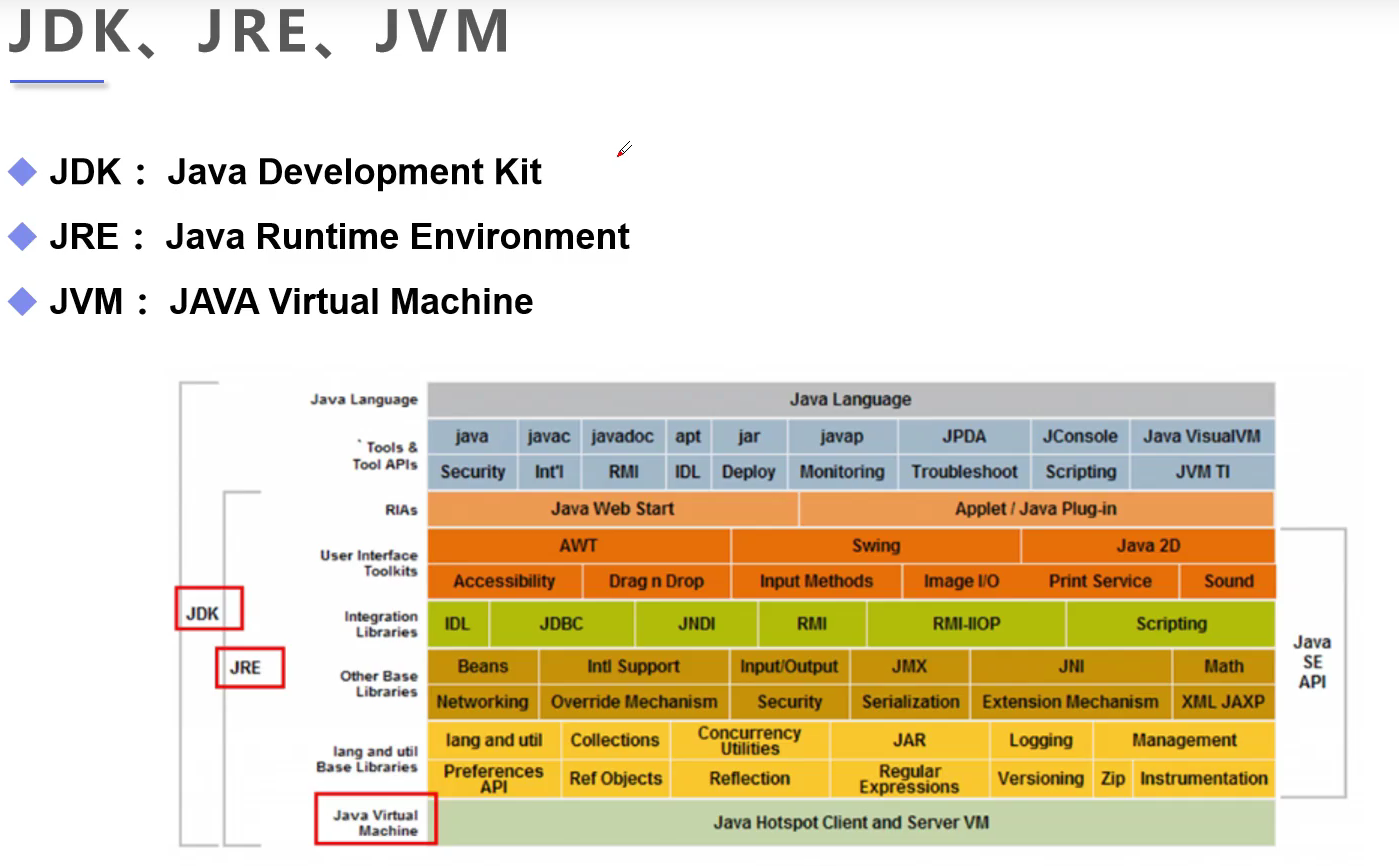 JDK、JRE、JVM
JDK： Java Development Kit
JRE： Java Runtime Environment
JVM： JAVA Virtual Machine
Java Language Java Language
` Tools & Tool APIs java javac javadoc apt jar javap JPDA JConsole Java VisualVM
Security Int'l RMI IDL Deploy Monitoring Troubleshoot Scripting JVM TI
RIAs Java Web Start Applet / Java Plug-in
User Interface Toolkits AWT Swing Java 2D
Accessibility Drag n Drop Input Methods Image I/O Print Service Sound
JDK
Integration Libraries IDL JDBC JNDI RMI RMI-IIOP Scripting
JRE
Other Base Libraries Beans Intl Support Input/Output JMX JNI Math
Networking Override Mechanism Security Serialization Extension Mechanism XML JAXP
Java
SE
API
lang and util Base Libraries lang and util Collections Concurrency Utilities JAR Logging Management
Preferences API Ref Objects Reflection Regular Expressions Versioning Zip Instrumentation
Java Virtual Machine Java Hotspot Client and Server VM